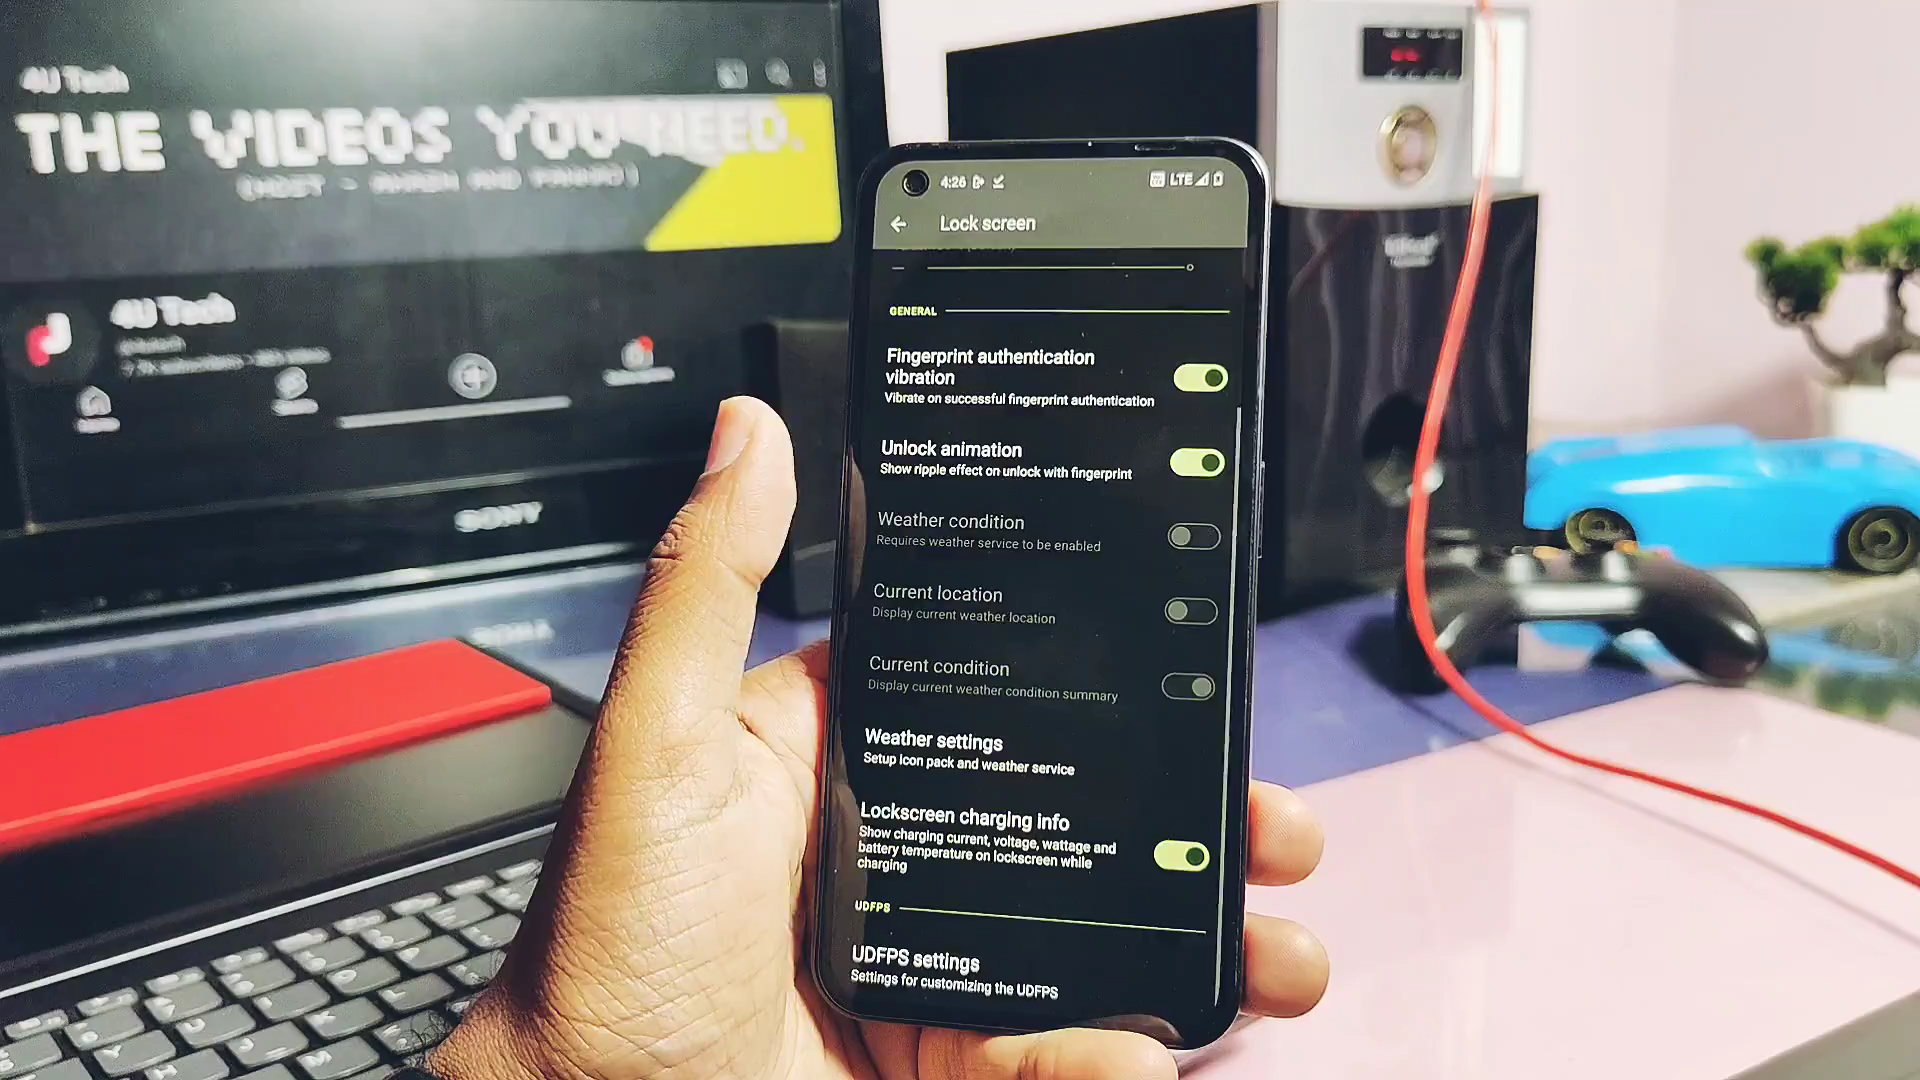 4U Tech
THE VIDEOS YOU NEED.
4U Tech
SONY
4:26
LTE
Lock screen
GENERAL
Fingerprint authentication
vibration
Vibrate on successful fingerprint authentication
Unlock animation
Show ripple effect on unlock with fingerprint
Weather condition
Requires weather service to be enabled
Current location
Display current weather location
Current condition
Display current weather condition summary
Weather settings
Setup icon pack and weather service
Lockscreen charging info
Show charging current, voltage, wattage and
battery temperature on lockscreen while
charging
UDFPS
UDFPS settings
Settings for customizing the UDFPS